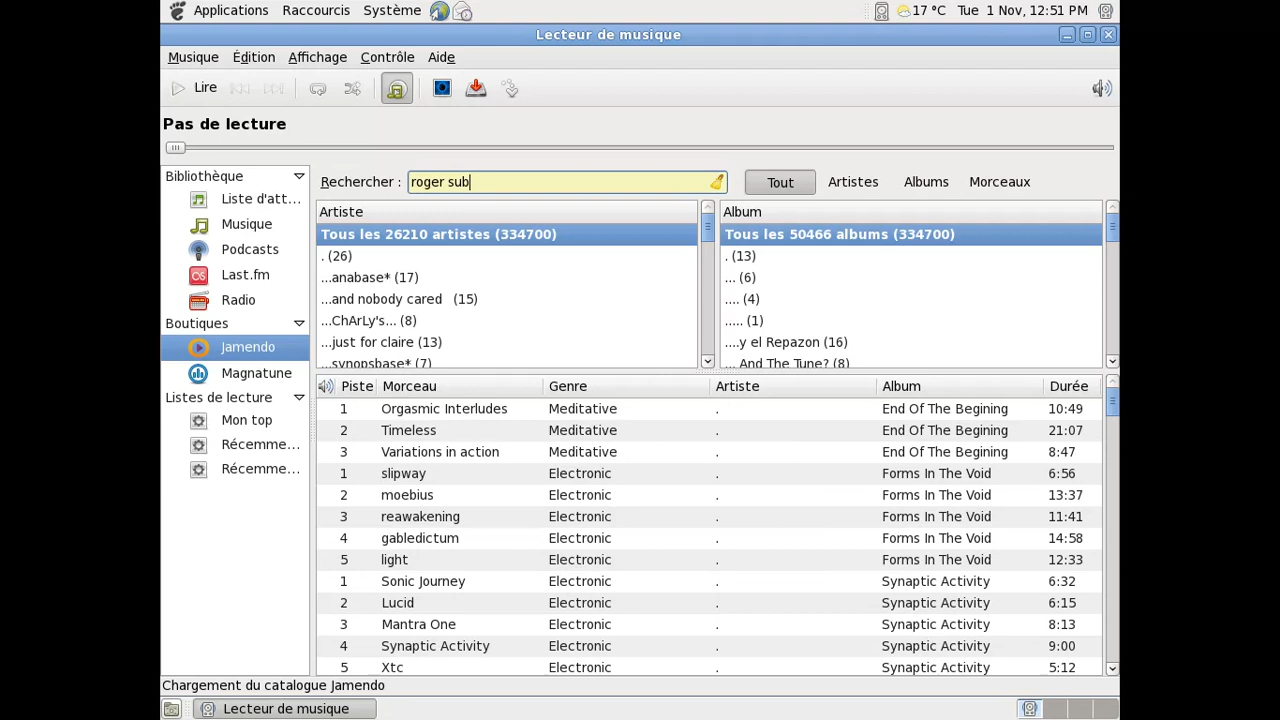 Applications Raccourcis Système 17 °C Tue 1 Nov, 12:51 PM
Lecteur de musique
Musique Édition Affichage Contrôle Aide
Lire
Pas de lecture
Bibliothèque
Liste d'att...
Musique
Podcasts
Last.fm
Radio
Boutiques
Jamendo
Magnatune
Listes de lecture
Mon top
Récemme...
Récemme...
Rechercher : roger sub Tout Artistes Albums Morceaux
Artiste
Tous les 26210 artistes (334700)
. (26)
...anabase* (17)
...and nobody cared (15)
...ChArLy's... (8)
...just for claire (13)
...synopsbase* (7)
Album
Tous les 50466 albums (334700)
. (13)
... (6)
.... (4)
..... (1)
....y el Repazon (16)
... And The Tune? (8)
Piste Morceau Genre Artiste Album Durée
1 Orgasmic Interludes Meditative . End Of The Begining 10:49
2 Timeless Meditative . End Of The Begining 21:07
3 Variations in action Meditative . End Of The Begining 8:47
1 slipway Electronic . Forms In The Void 6:56
2 moebius Electronic . Forms In The Void 13:37
3 reawakening Electronic . Forms In The Void 11:41
4 gabledictum Electronic . Forms In The Void 14:58
5 light Electronic . Forms In The Void 12:33
1 Sonic Journey Electronic . Synaptic Activity 6:32
2 Lucid Electronic . Synaptic Activity 6:15
3 Mantra One Electronic . Synaptic Activity 8:13
4 Synaptic Activity Electronic . Synaptic Activity 9:00
5 Xtc Electronic . Synaptic Activity 5:12
Chargement du catalogue Jamendo
Lecteur de musique